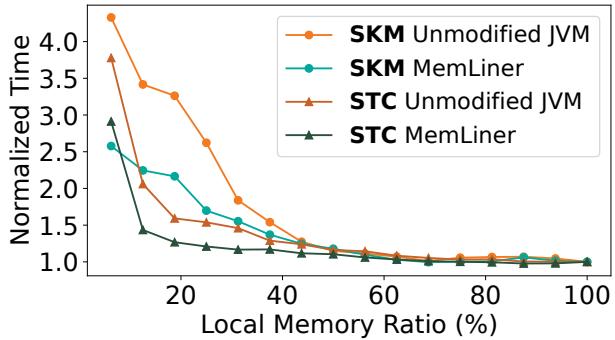 Normalized Time
4.0
3.5
3.0
2.5
2.0
1.5
1.0
SKM Unmodified JVM
SKM MemLiner
STC Unmodified JVM
STC MemLiner
20 40 60 80 100
Local Memory Ratio (%)